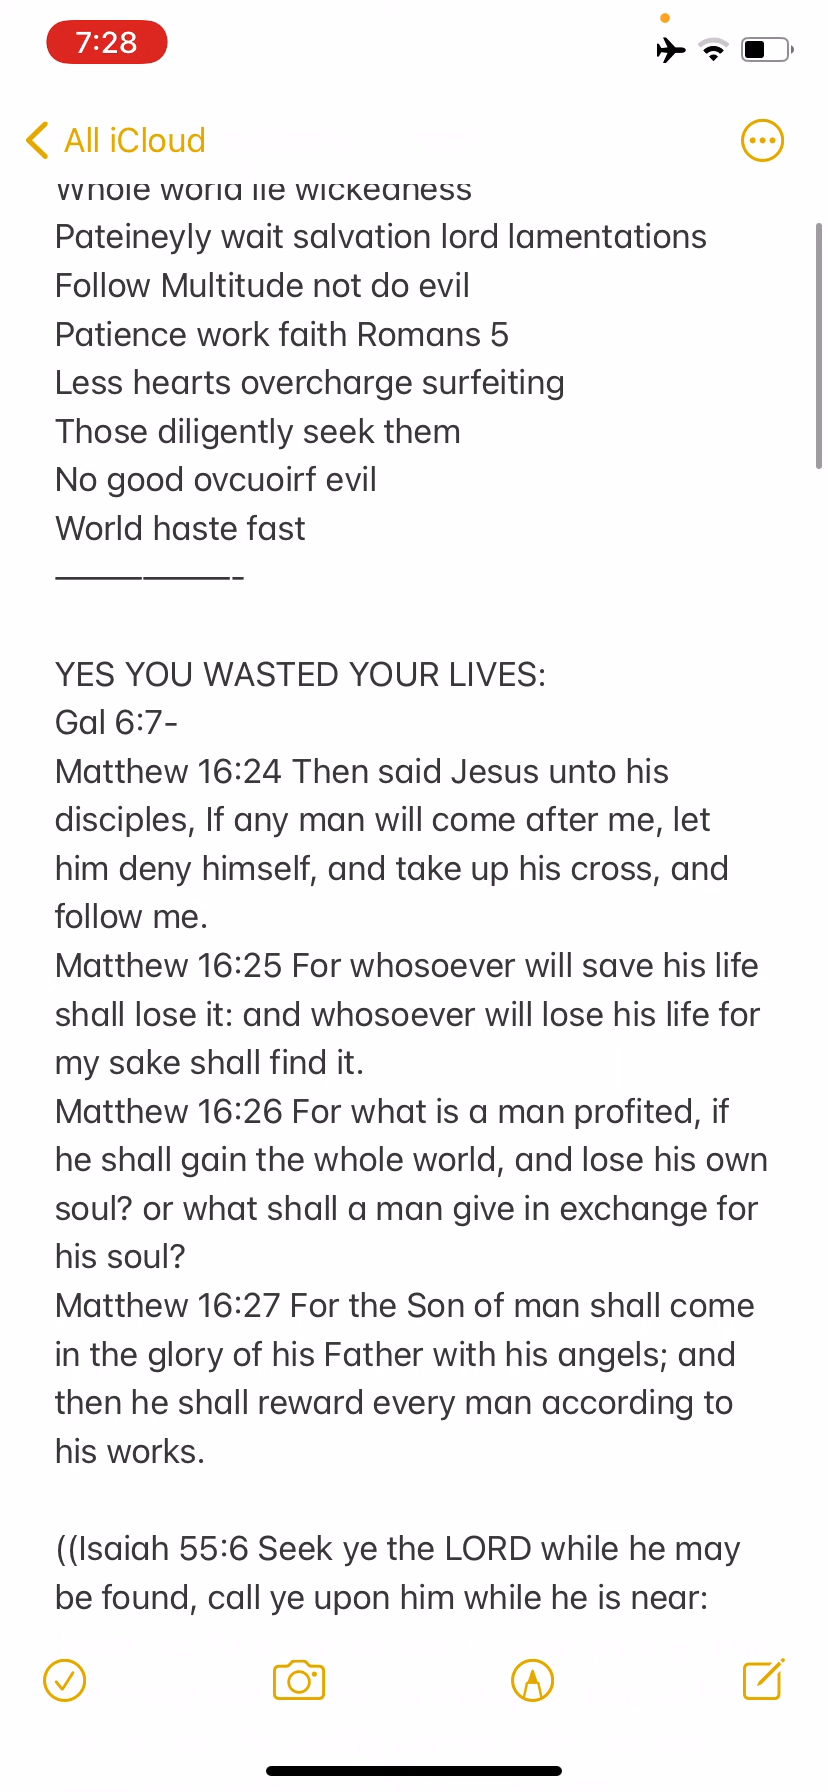 7:28
All iCloud
Whole world lie wickedness
Pateineyly wait salvation lord lamentations
Follow Multitude not do evil
Patience work faith Romans 5
Less hearts overcharge surfeiting
Those diligently seek them
No good ovcuoirf evil
World haste fast
——————-
YES YOU WASTED YOUR LIVES:
Gal 6:7-
Matthew 16:24 Then said Jesus unto his
disciples, If any man will come after me, let
him deny himself, and take up his cross, and
follow me.
Matthew 16:25 For whosoever will save his life
shall lose it: and whosoever will lose his life for
my sake shall find it.
Matthew 16:26 For what is a man profited, if
he shall gain the whole world, and lose his own
soul? or what shall a man give in exchange for
his soul?
Matthew 16:27 For the Son of man shall come
in the glory of his Father with his angels; and
then he shall reward every man according to
his works.
((Isaiah 55:6 Seek ye the LORD while he may
be found, call ye upon him while he is near: